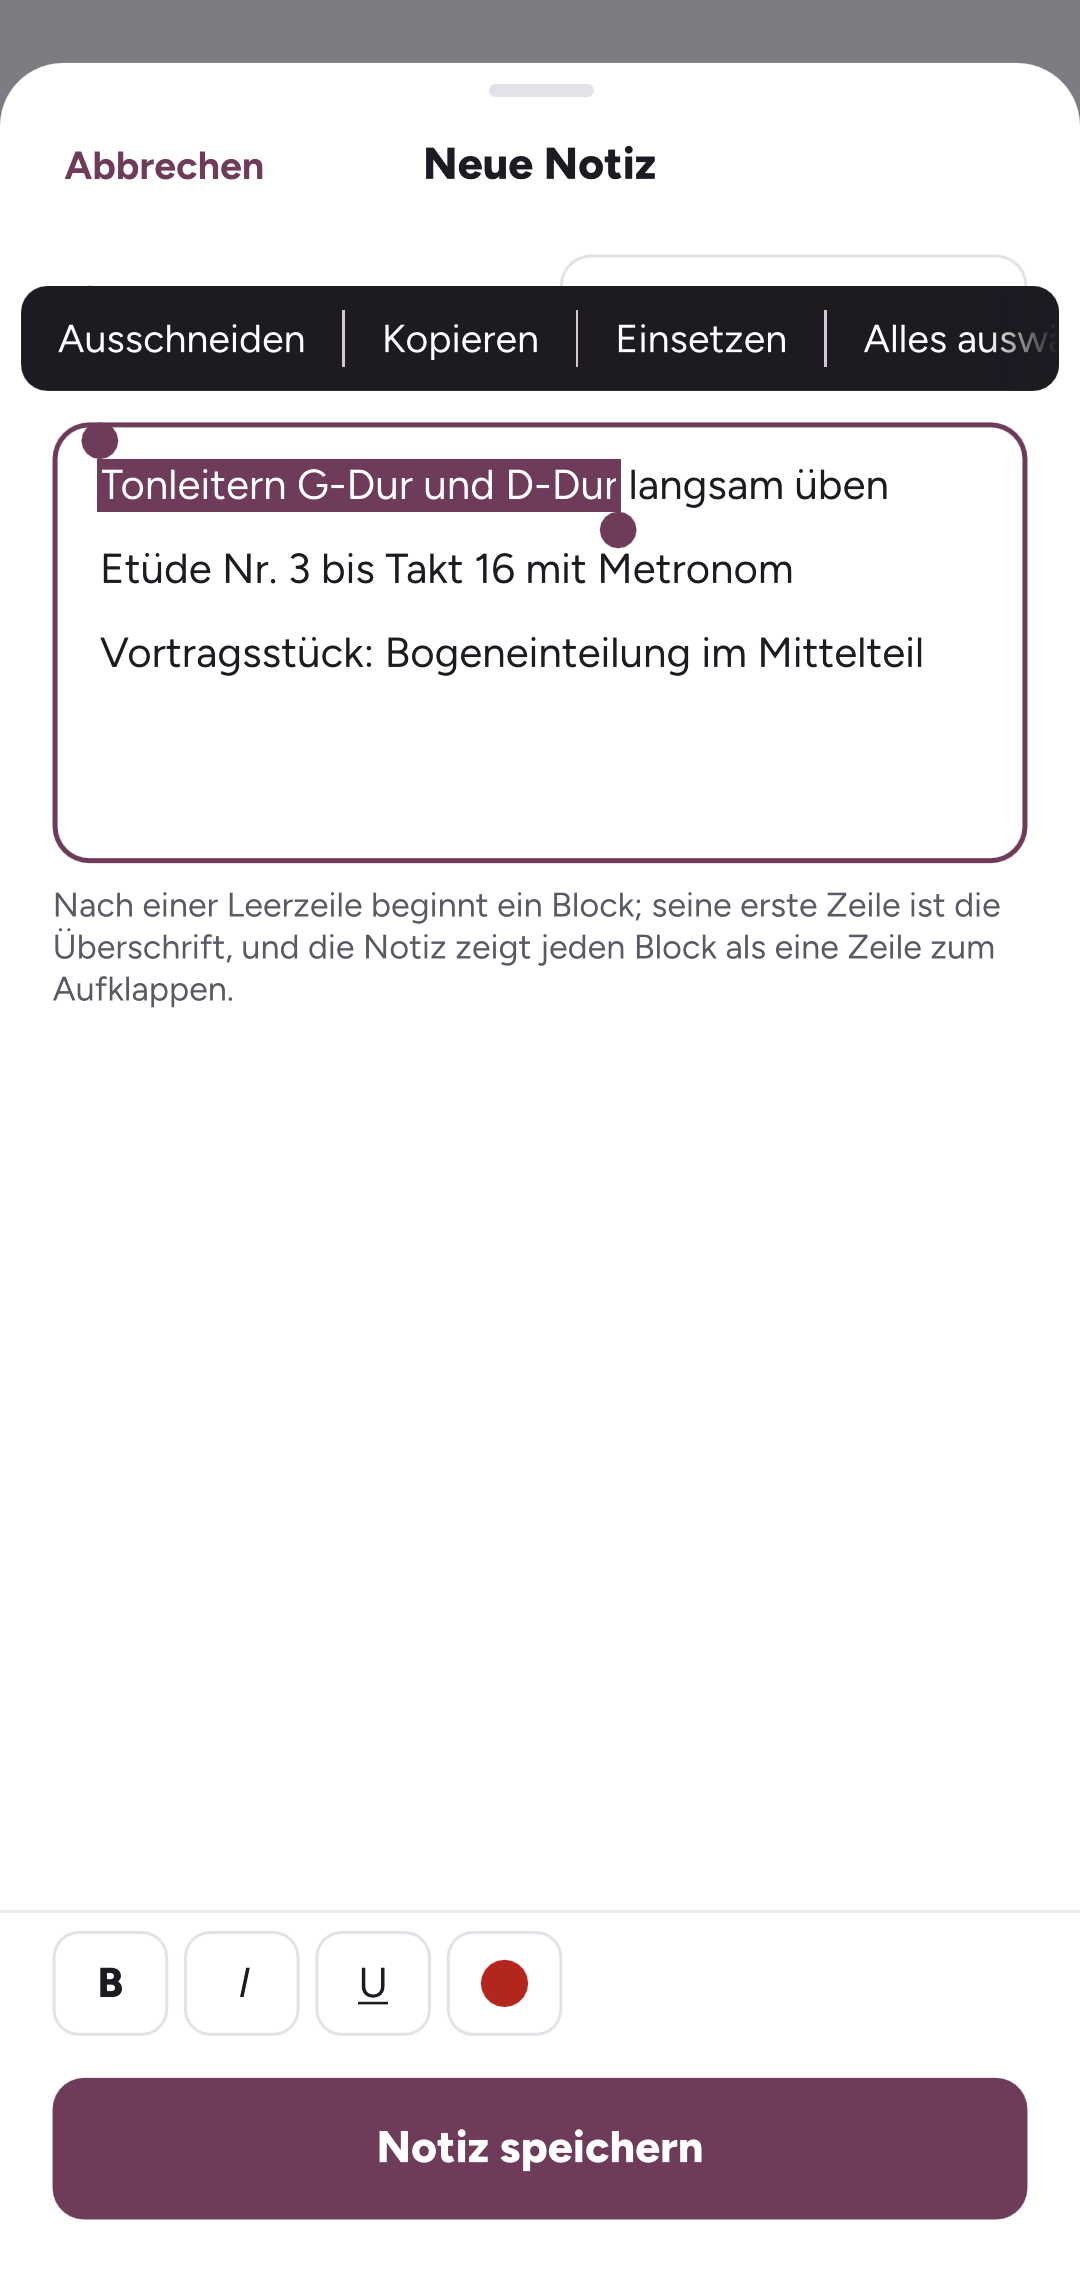 Abbrechen
Neue Notiz
Ausschneiden
Kopieren
Einsetzen
Alles
Tonleitern G-Dur und D-Dur langsam üben
Etüde Nr. 3 bis Takt 16 mit Metronom
Vortragsstück: Bogeneinteilung im Mittelteil
Nach einer Leerzeile beginnt ein Block; seine erste Zeile ist die
Überschrift, und die Notiz zeigt jeden Block als eine Zeile zum
Aufklappen.
B
I
U
Notiz speichern